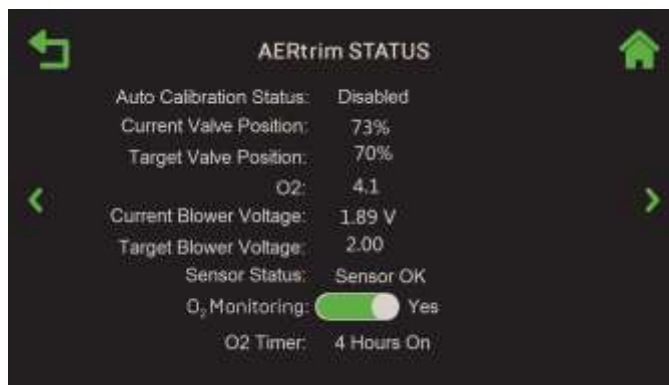 AERtrim STATUS
Auto Calibration Status: Disabled
Current Valve Position: 73%
Target Valve Position: 70%
O2: 4.1
Current Blower Voltage: 1.89 V
Target Blower Voltage: 2.00
Sensor Status: Sensor OK
O₂ Monitoring: Yes
O2 Timer: 4 Hours On